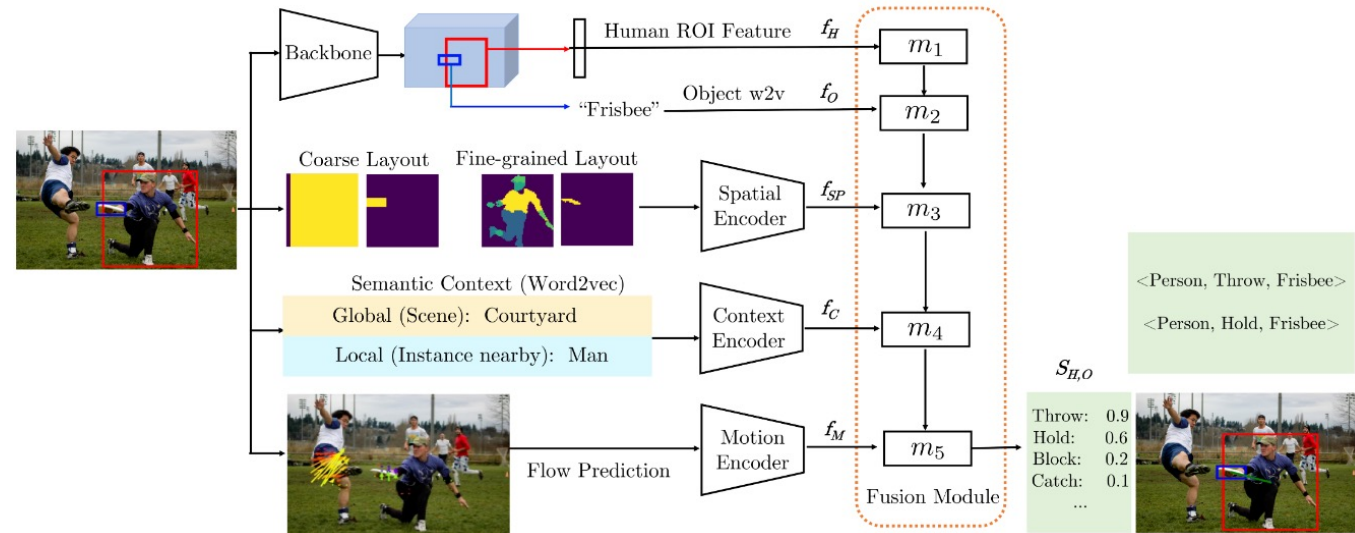 Backbone
Human ROI Feature
f_H
m_1
"Frisbee"
Object w2v
f_O
m_2
Coarse Layout
Fine-grained Layout
Spatial
Encoder
f_SP
m_3
Semantic Context (Word2vec)
Global (Scene): Courtyard
Local (Instance nearby): Man
Context
Encoder
f_C
m_4
Flow Prediction
Motion
Encoder
f_M
m_5
Fusion Module
<Person, Throw, Frisbee>
<Person, Hold, Frisbee>
S_H,O
Throw: 0.9
Hold: 0.6
Block: 0.2
Catch: 0.1
...